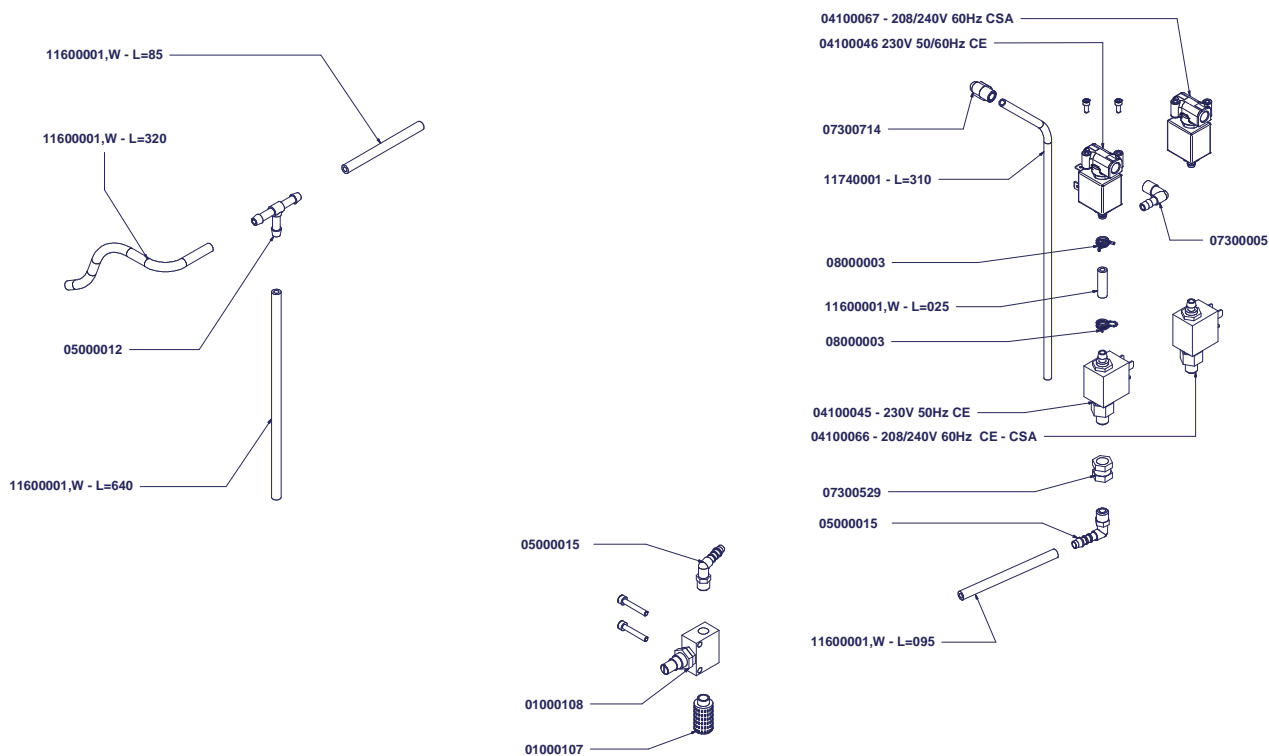 04100067 - 208/240V 60Hz CSA
04100046 230V 50/60Hz CE
11600001,W - L=85
11600001,W - L=320
07300714
11740001 - L=310
07300005
08000003
11600001,W - L=025
08000003
05000012
04100045 - 230V 50Hz CE
04100066 - 208/240V 60Hz CE - CSA
11600001,W - L=640
07300529
05000015
05000015
11600001,W - L=095
01000108
01000107